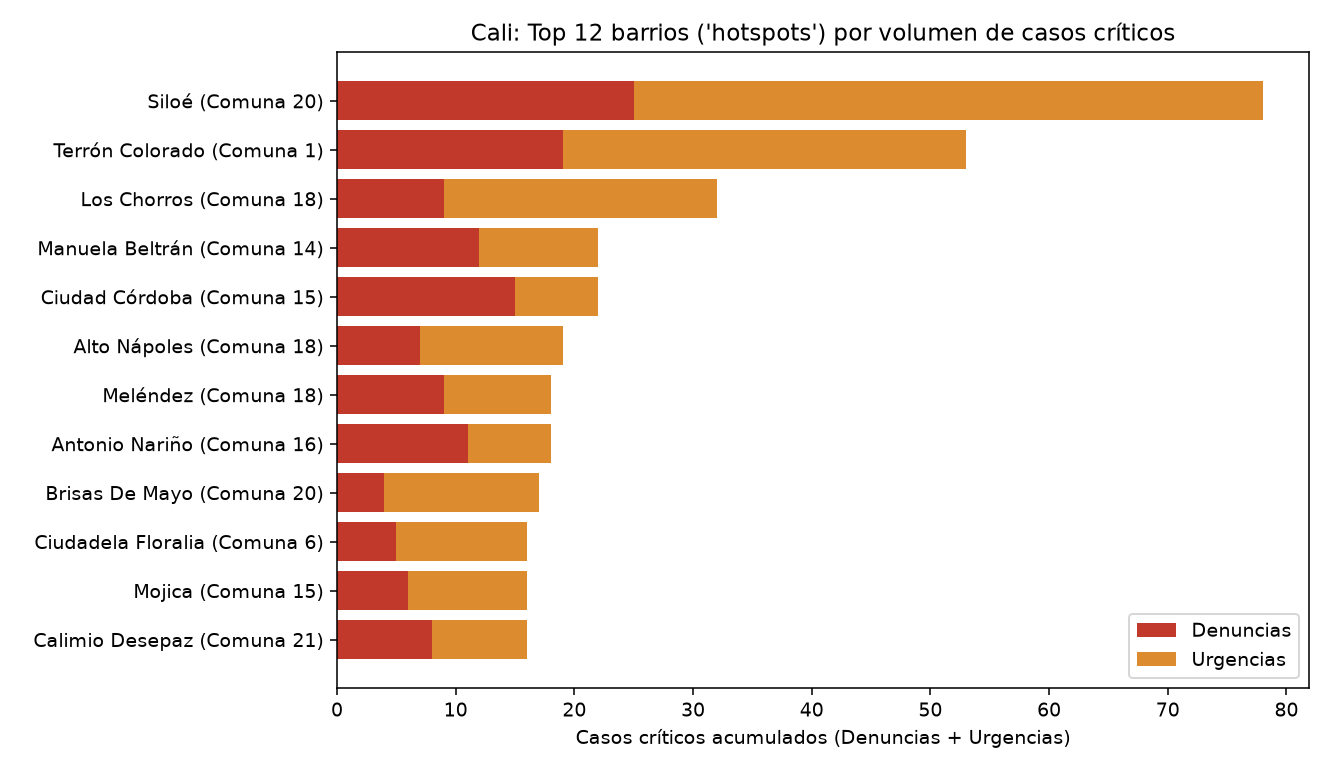 Cali: Top 12 barrios ('hotspots') por volumen de casos críticos
Siloé (Comuna 20)
Terrón Colorado (Comuna 1)
Los Chorros (Comuna 18)
Manuela Beltrán (Comuna 14)
Ciudad Córdoba (Comuna 15)
Alto Nápoles (Comuna 18)
Meléndez (Comuna 18)
Antonio Nariño (Comuna 16)
Brisas De Mayo (Comuna 20)
Ciudadela Floralia (Comuna 6)
Mojica (Comuna 15)
Calimio Desepaz (Comuna 21)
Denuncias
Urgencias
0 10 20 30 40 50 60 70 80
Casos críticos acumulados (Denuncias + Urgencias)